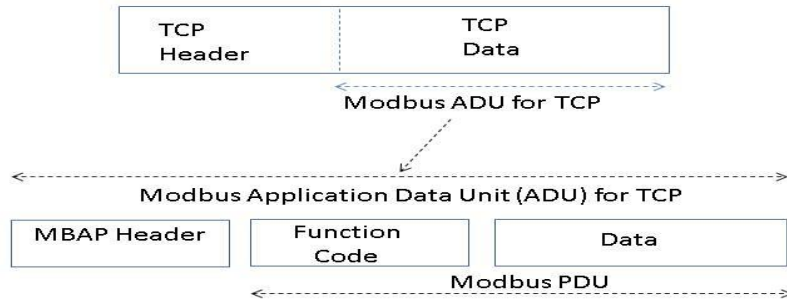 TCP
Header
TCP
Data
Modbus ADU for TCP
Modbus Application Data Unit (ADU) for TCP
MBAP Header
Function
Code
Data
Modbus PDU